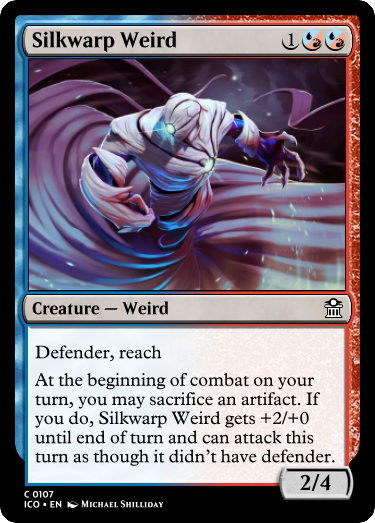 Silkwarp Weird 1
Creature — Weird
Defender, reach
At the beginning of combat on your
turn, you may sacrifice an artifact. If
you do, Silkwarp Weird gets +2/+0
until end of turn and can attack this
turn as though it didn't have defender.
2/4
C 0107
ICO • EN Michael Shilliday